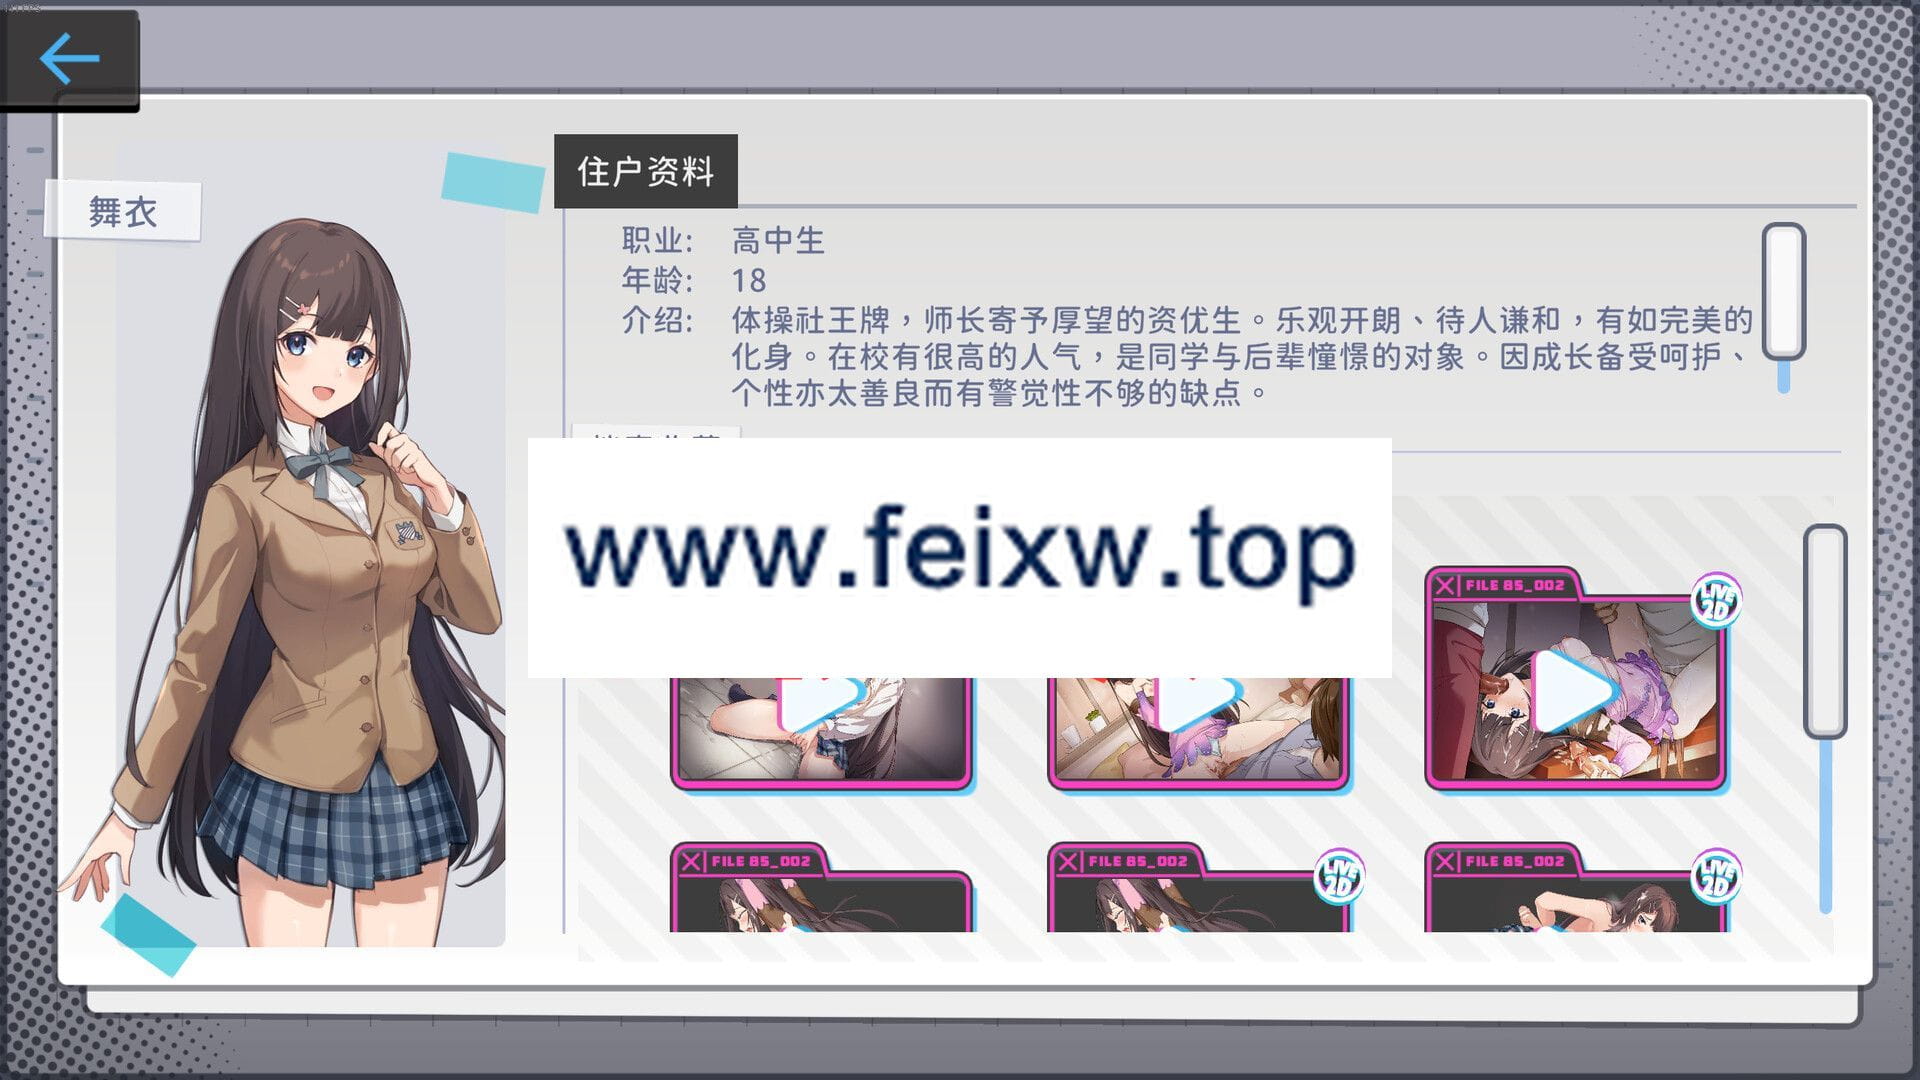 舞衣
住户资料
职业: 高中生
年龄: 18
介绍: 体操社王牌，师长寄予厚望的资优生。乐观开朗、待人谦和，有如完美的
化身。在校有很高的人气，是同学与后辈憧憬的对象。因成长备受呵护、
个性亦太善良而有警觉性不够的缺点。
www.feixw.top
FILE 85_002
LIVE 2D
FILE 85_002
FILE 85_002
LIVE 2D
FILE 85_002
LIVE 2D